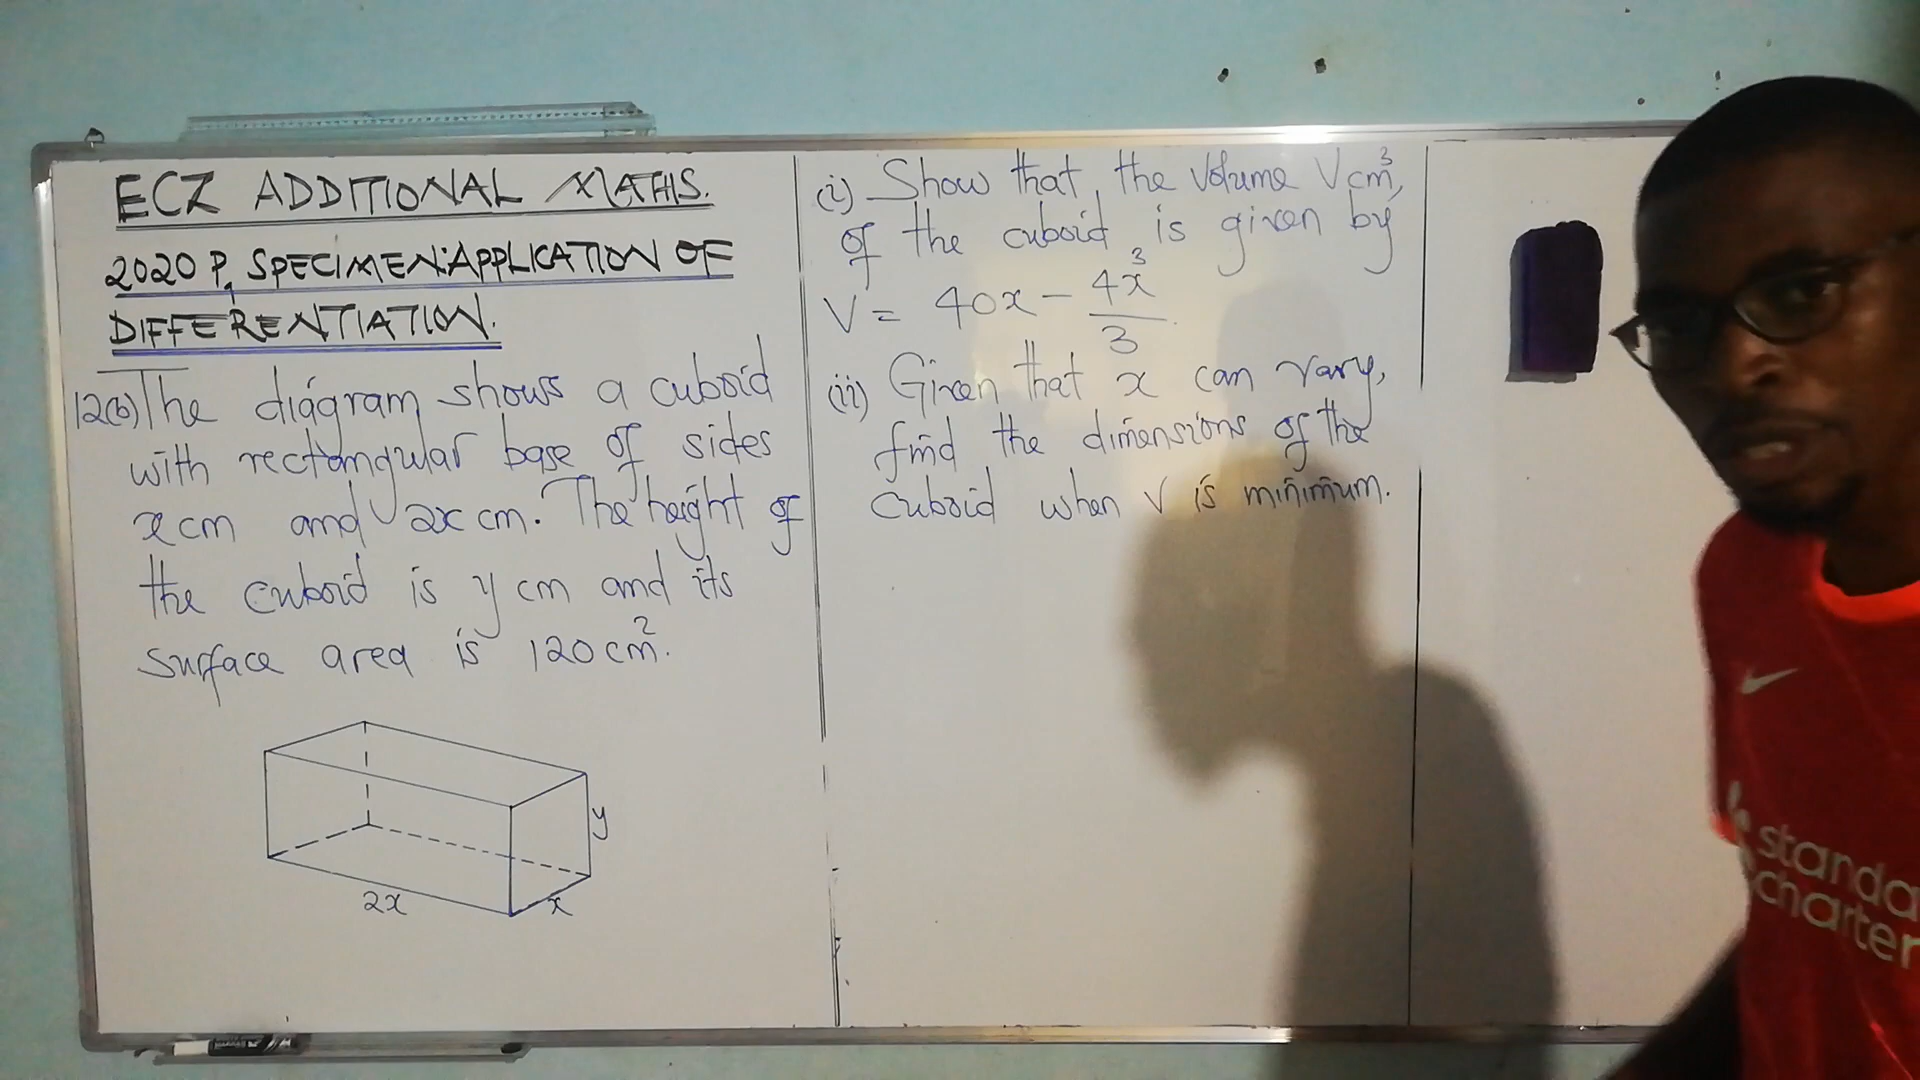 ECZ ADDITIONAL MATHS.
2020 P1 SPECIMEN: APPLICATION OF
DIFFERENTIATION.
12(b) The diagram shows a cuboid
with rectangular base of sides
x cm and 2x cm. The height of
the cuboid is y cm and its
surface area is 120 cm².
y
2x
x
(i) Show that, the volume V cm³,
of the cuboid, is given by
V = 40x - 4x³/3.
(ii) Given that x can vary,
find the dimensions of the
cuboid when V is minimum.
standa
charter